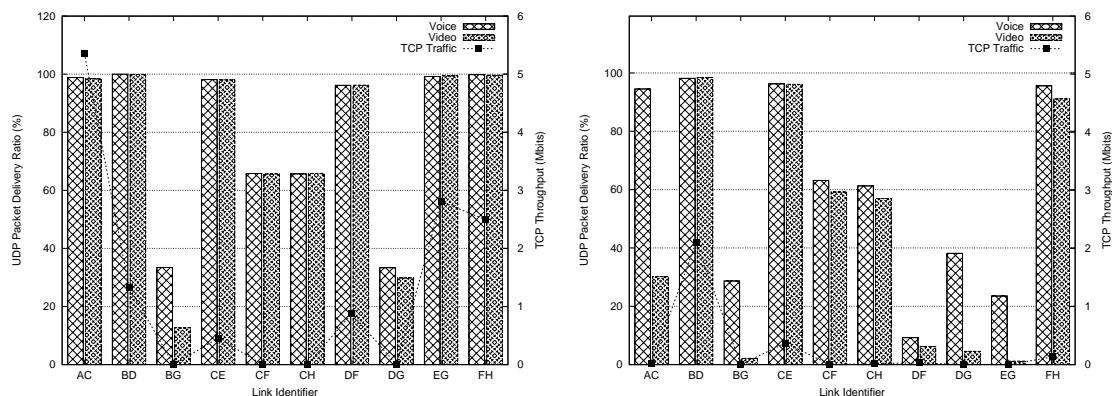 120
100
80
60
40
20
0
UDP Packet Delivery Ratio (%)
Voice
Video
TCP Traffic
6
5
4
3
2
1
0
TCP Throughput (Mbits)
AC BD BG CE CF CH DF DG EG FH
Link Identifier
100
80
60
40
20
0
UDP Packet Delivery Ratio (%)
Voice
Video
TCP Traffic
6
5
4
3
2
1
0
TCP Throughput (Mbits)
AC BD BG CE CF CH DF DG EG FH
Link Identifier